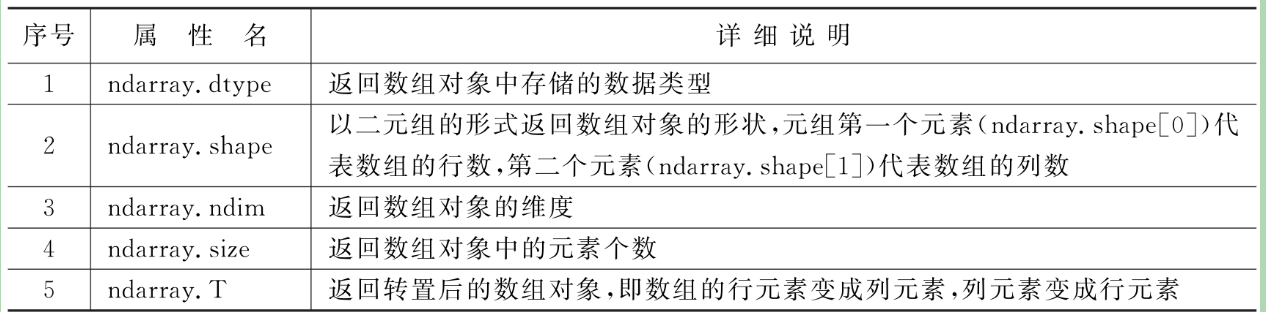 序号 属性名 详细说明
1 ndarray.dtype 返回数组对象中存储的数据类型
2 ndarray.shape 以二元组的形式返回数组对象的形状,元组第一个元素(ndarray.shape[0])代
表数组的行数,第二个元素(ndarray.shape[1])代表数组的列数
3 ndarray.ndim 返回数组对象的维度
4 ndarray.size 返回数组对象中的元素个数
5 ndarray.T 返回转置后的数组对象,即数组的行元素变成列元素,列元素变成行元素